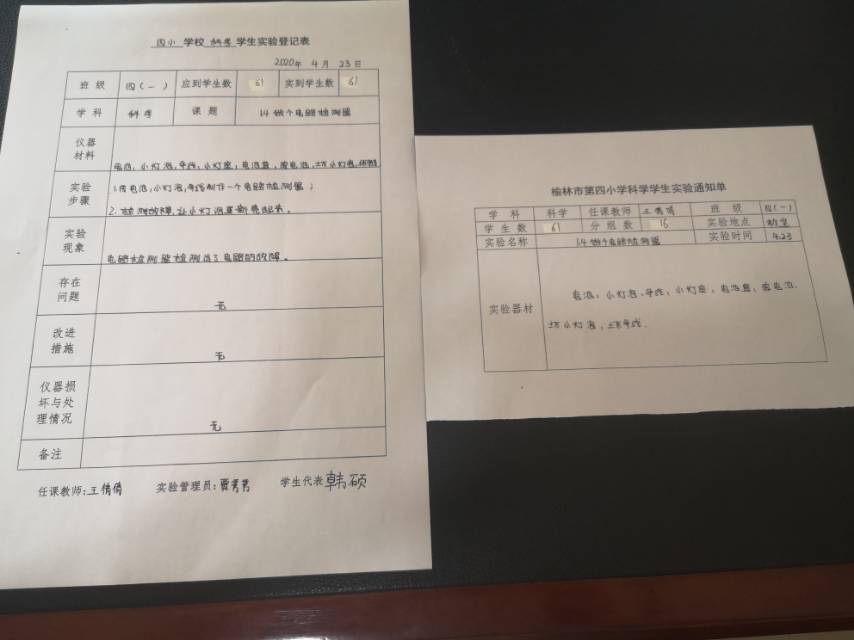 四小 学校 科学 学生实验登记表
2020年 4 月 23 日
班 级 四(一) 应到学生数 61 实到学生数 61
学 科 科学 课 题 14 做个电路检测器
仪器材料 电池、小灯泡、导线、小灯座、电池盒、废电池、坏小灯泡、坏导线
实验步骤 1.用电池,小灯泡,导线制作一个电路检测器;
2.检测故障,让小灯泡重新亮起来。
实验现象 电路检测器检测出了电路的故障。
存在问题 无
改进措施 无
仪器损坏与处理情况 无
备注
任课教师:王倩倩 实验管理员:贾 学生代表 韩硕
榆林市第四小学科学学生实验通知单
学 科 科学 任课教师 王倩倩 班 级 四(一)
学 生 数 61 分 组 数 16 实验地点
实验名称 14 做个电路检测器 实验时间 4.23
实验器材 电池、小灯泡、导线、小灯座、电池盒、废电池、
坏小灯泡,坏导线.